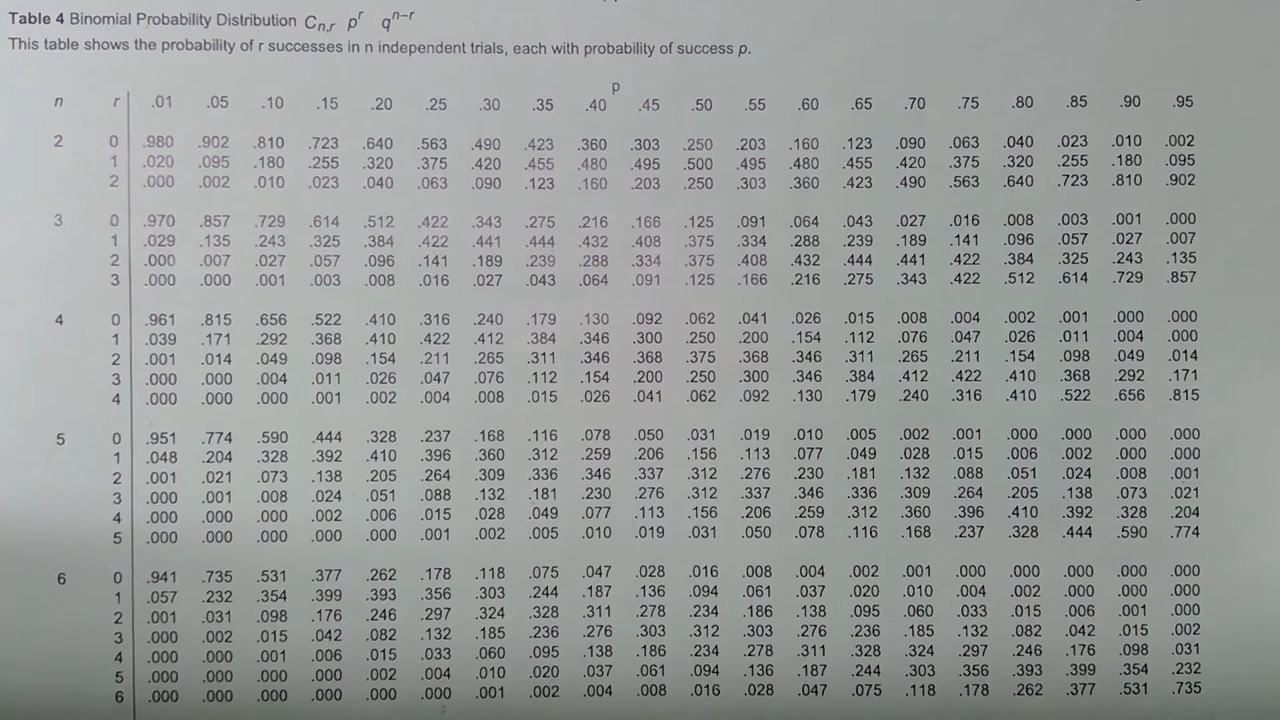 Table 4 Binomial Probability Distribution Cn,r p^r q^n−r
This table shows the probability of r successes in n independent trials, each with probability of success p.
p
n r .01 .05 .10 .15 .20 .25 .30 .35 .40 .45 .50 .55 .60 .65 .70 .75 .80 .85 .90 .95
2 0 .980 .902 .810 .723 .640 .563 .490 .423 .360 .303 .250 .203 .160 .123 .090 .063 .040 .023 .010 .002
1 .020 .095 .180 .255 .320 .375 .420 .455 .480 .495 .500 .495 .480 .455 .420 .375 .320 .255 .180 .095
2 .000 .002 .010 .023 .040 .063 .090 .123 .160 .203 .250 .303 .360 .423 .490 .563 .640 .723 .810 .902
3 0 .970 .857 .729 .614 .512 .422 .343 .275 .216 .166 .125 .091 .064 .043 .027 .016 .008 .003 .001 .000
1 .029 .135 .243 .325 .384 .422 .441 .444 .432 .408 .375 .334 .288 .239 .189 .141 .096 .057 .027 .007
2 .000 .007 .027 .057 .096 .141 .189 .239 .288 .334 .375 .408 .432 .444 .441 .422 .384 .325 .243 .135
3 .000 .000 .001 .003 .008 .016 .027 .043 .064 .091 .125 .166 .216 .275 .343 .422 .512 .614 .729 .857
4 0 .961 .815 .656 .522 .410 .316 .240 .179 .130 .092 .062 .041 .026 .015 .008 .004 .002 .001 .000 .000
1 .039 .171 .292 .368 .410 .422 .412 .384 .346 .300 .250 .200 .154 .112 .076 .047 .026 .011 .004 .000
2 .001 .014 .049 .098 .154 .211 .265 .311 .346 .368 .375 .368 .346 .311 .265 .211 .154 .098 .049 .014
3 .000 .000 .004 .011 .026 .047 .076 .112 .154 .200 .250 .300 .346 .384 .412 .422 .410 .368 .292 .171
4 .000 .000 .000 .001 .002 .004 .008 .015 .026 .041 .062 .092 .130 .179 .240 .316 .410 .522 .656 .815
5 0 .951 .774 .590 .444 .328 .237 .168 .116 .078 .050 .031 .019 .010 .005 .002 .001 .000 .000 .000 .000
1 .048 .204 .328 .392 .410 .396 .360 .312 .259 .206 .156 .113 .077 .049 .028 .015 .006 .002 .000 .000
2 .001 .021 .073 .138 .205 .264 .309 .336 .346 .337 .312 .276 .230 .181 .132 .088 .051 .024 .008 .001
3 .000 .001 .008 .024 .051 .088 .132 .181 .230 .276 .312 .337 .346 .336 .309 .264 .205 .138 .073 .021
4 .000 .000 .000 .002 .006 .015 .028 .049 .077 .113 .156 .206 .259 .312 .360 .396 .410 .392 .328 .204
5 .000 .000 .000 .000 .000 .001 .002 .005 .010 .019 .031 .050 .078 .116 .168 .237 .328 .444 .590 .774
6 0 .941 .735 .531 .377 .262 .178 .118 .075 .047 .028 .016 .008 .004 .002 .001 .000 .000 .000 .000 .000
1 .057 .232 .354 .399 .393 .356 .303 .244 .187 .136 .094 .061 .037 .020 .010 .004 .002 .000 .000 .000
2 .001 .031 .098 .176 .246 .297 .324 .328 .311 .278 .234 .186 .138 .095 .060 .033 .015 .006 .001 .000
3 .000 .002 .015 .042 .082 .132 .185 .236 .276 .303 .312 .303 .276 .236 .185 .132 .082 .042 .015 .002
4 .000 .000 .001 .006 .015 .033 .060 .095 .138 .186 .234 .278 .311 .328 .324 .297 .246 .176 .098 .031
5 .000 .000 .000 .000 .002 .004 .010 .020 .037 .061 .094 .136 .187 .244 .303 .356 .393 .399 .354 .232
6 .000 .000 .000 .000 .000 .000 .001 .002 .004 .008 .016 .028 .047 .075 .118 .178 .262 .377 .531 .735